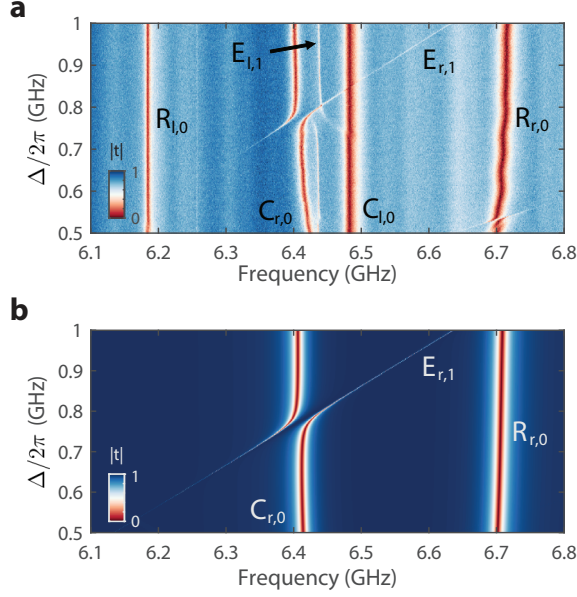 a
Δ/2π (GHz)
1
0.9
0.8
0.7
0.6
0.5
|t|
1
0
R_{l,0}
E_{l,1}
E_{r,1}
R_{r,0}
C_{r,0}
C_{l,0}
6.1 6.2 6.3 6.4 6.5 6.6 6.7 6.8
Frequency (GHz)
b
Δ/2π (GHz)
1
0.9
0.8
0.7
0.6
0.5
|t|
1
0
E_{r,1}
R_{r,0}
C_{r,0}
6.1 6.2 6.3 6.4 6.5 6.6 6.7 6.8
Frequency (GHz)